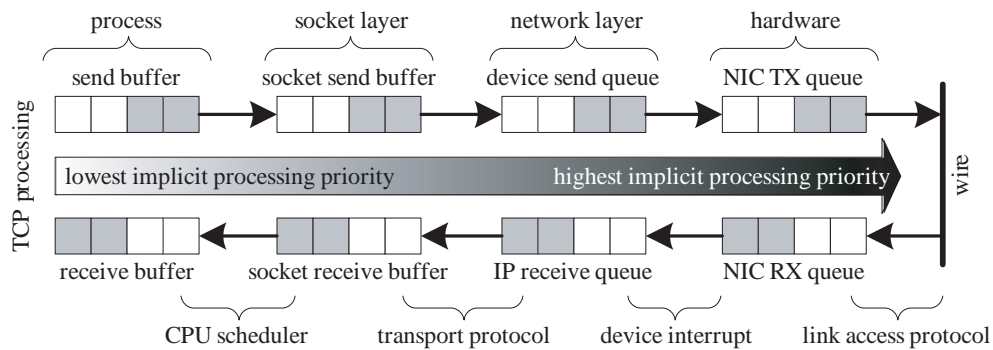 process
socket layer
network layer
hardware
send buffer
socket send buffer
device send queue
NIC TX queue
TCP processing
lowest implicit processing priority
highest implicit processing priority
wire
receive buffer
socket receive buffer
IP receive queue
NIC RX queue
CPU scheduler
transport protocol
device interrupt
link access protocol